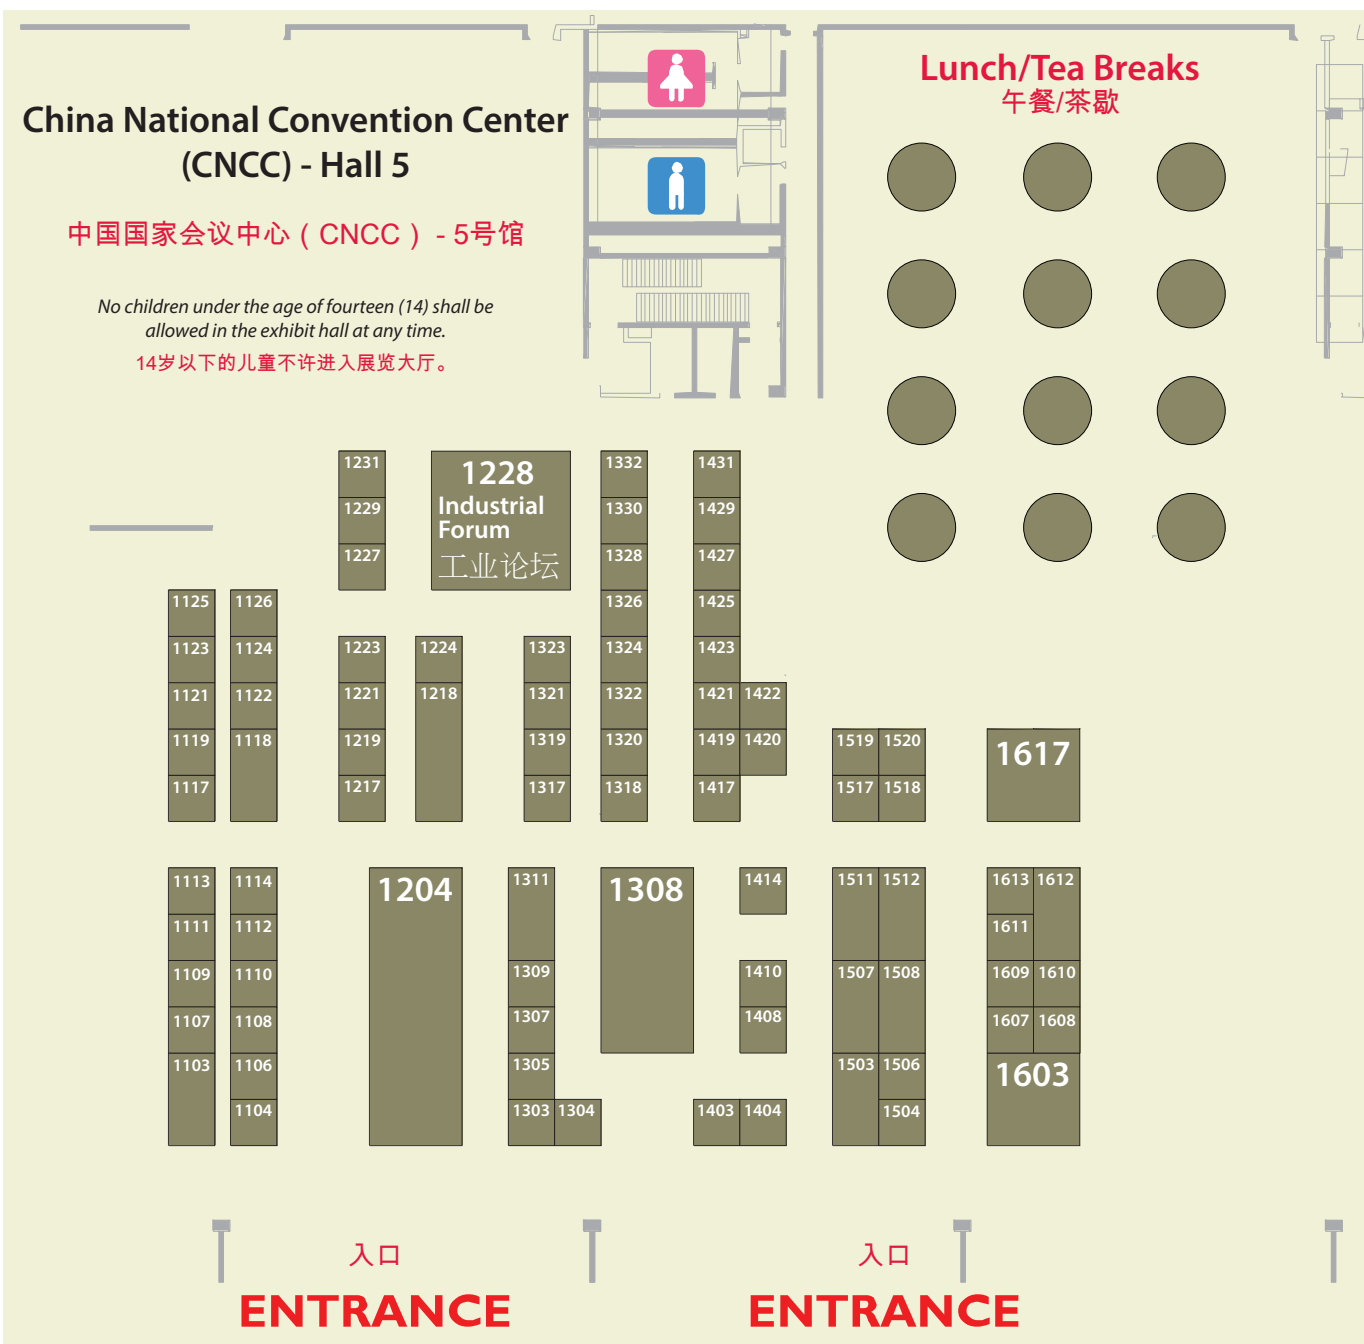 Lunch/Tea Breaks
午餐/茶歇
China National Convention Center
(CNCC) - Hall 5
中国国家会议中心（CNCC） - 5号馆
No children under the age of fourteen (14) shall be
allowed in the exhibit hall at any time.
14岁以下的儿童不许进入展览大厅。
1231 1228 1332 1431
1229 Industrial 1330 1429
Forum
1227 工业论坛 1328 1427
1125 1126 1326 1425
1123 1124 1223 1224 1323 1324 1423
1121 1122 1221 1218 1321 1322 1421 1422
1119 1118 1219 1319 1320 1419 1420 1519 1520 1617
1117 1217 1317 1318 1417 1517 1518
1113 1114 1204 1311 1308 1414 1511 1512 1613 1612
1111 1112 1611
1109 1110 1309 1410 1507 1508 1609 1610
1107 1108 1307 1408 1607 1608
1103 1106 1305 1503 1506 1603
1104 1303 1304 1403 1404 1504
入口 入口
ENTRANCE ENTRANCE